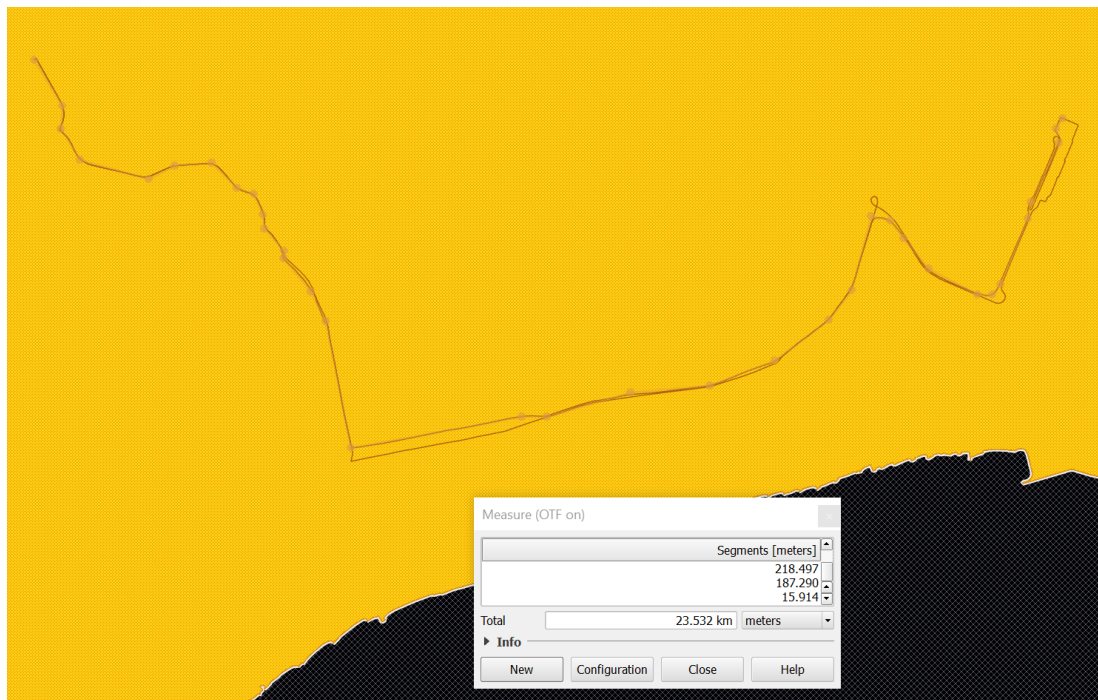 Measure (OTF on)
Segments [meters]
218.497
187.290
15.914
Total 23.532 km meters
Info
New Configuration Close Help